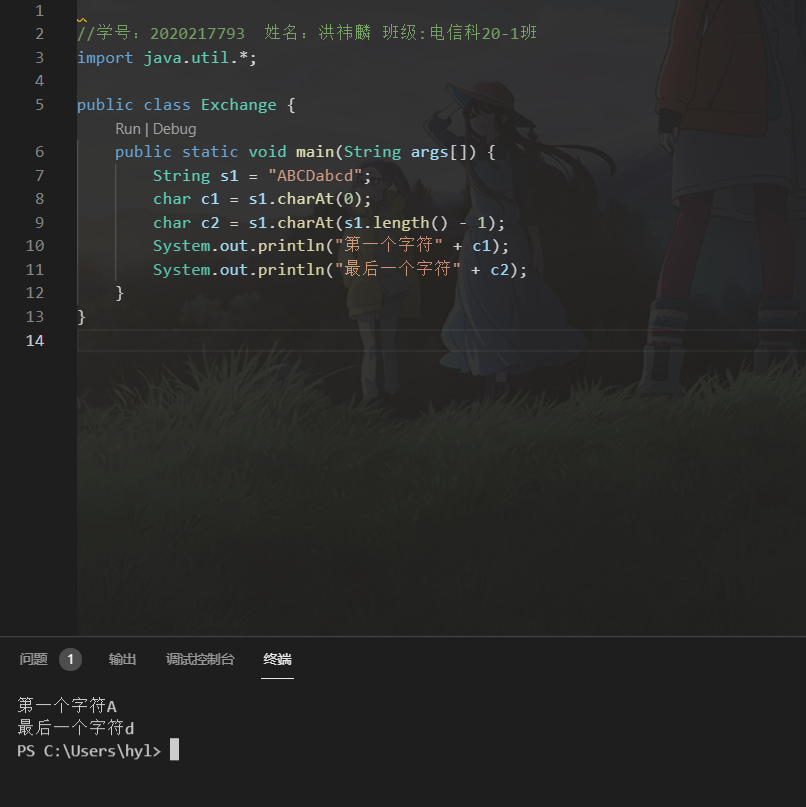 1
2 //学号：2020217793  姓名：洪祎麟 班级:电信科20-1班
3 import java.util.*;
4
5 public class Exchange {
Run | Debug
6 public static void main(String args[]) {
7 String s1 = "ABCDabcd";
8 char c1 = s1.charAt(0);
9 char c2 = s1.charAt(s1.length() - 1);
10 System.out.println("第一个字符" + c1);
11 System.out.println("最后一个字符" + c2);
12 }
13 }
14
问题 1 输出 调试控制台 终端
第一个字符A
最后一个字符d
PS C:\Users\hyl>